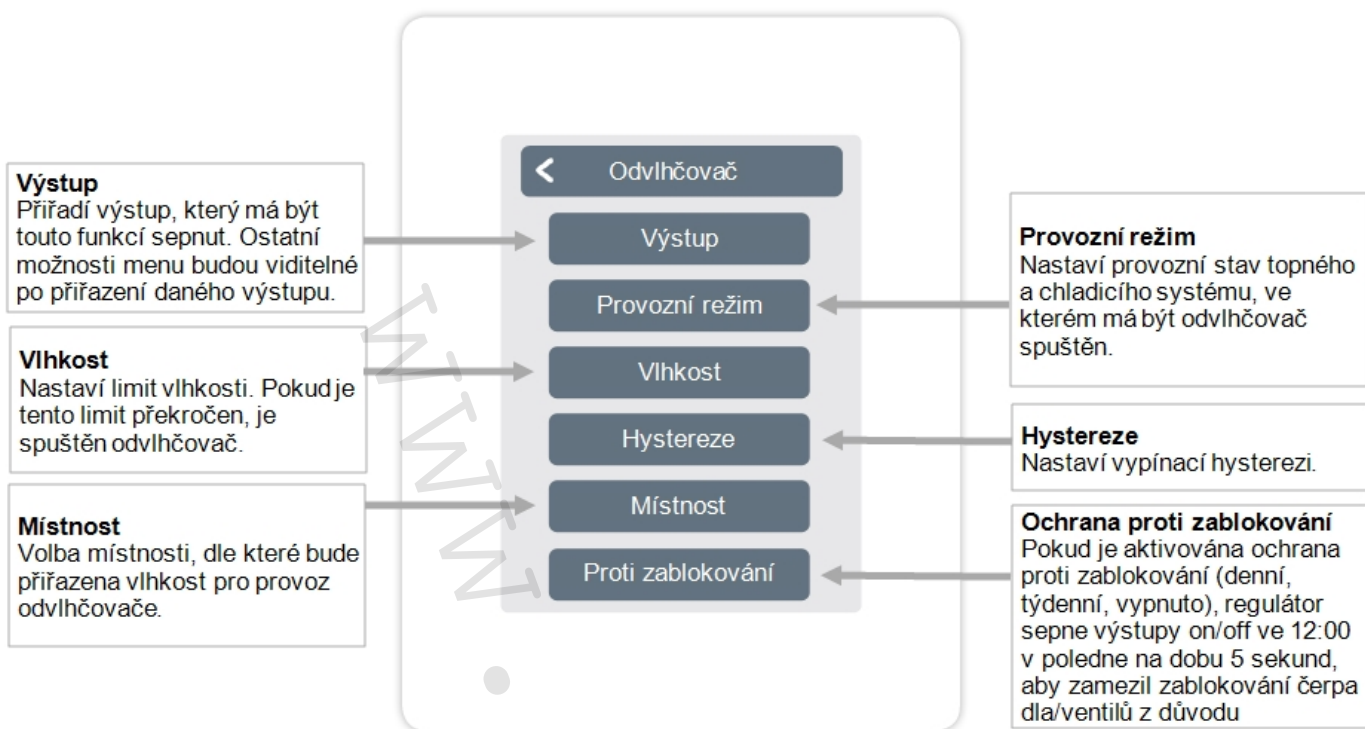 Výstup
Přiřadí výstup, který má být
touto funkcí sepnut. Ostatní
možnosti menu budou viditelné
po přiřazení daného výstupu.
Vlhkost
Nastaví limit vlhkosti. Pokud je
tento limit překročen, je
spuštěn odvlhčovač.
Místnost
Volba místnosti, dle které bude
přiřazena vlhkost pro provoz
odvlhčovače.
Odvlhčovač
Výstup
Provozní režim
Vlhkost
Hystereze
Místnost
Proti zablokování
Provozní režim
Nastaví provozní stav topného
a chladicího systému, ve
kterém má být odvlhčovač
spuštěn.
Hystereze
Nastaví vypínací hysterezi.
Ochrana proti zablokování
Pokud je aktivována ochrana
proti zablokování (denní,
týdenní, vypnuto), regulátor
sepne výstupy on/off ve 12:00
v poledne na dobu 5 sekund,
aby zamezil zablokování čerpa
dla/ventilů z důvodu
www.